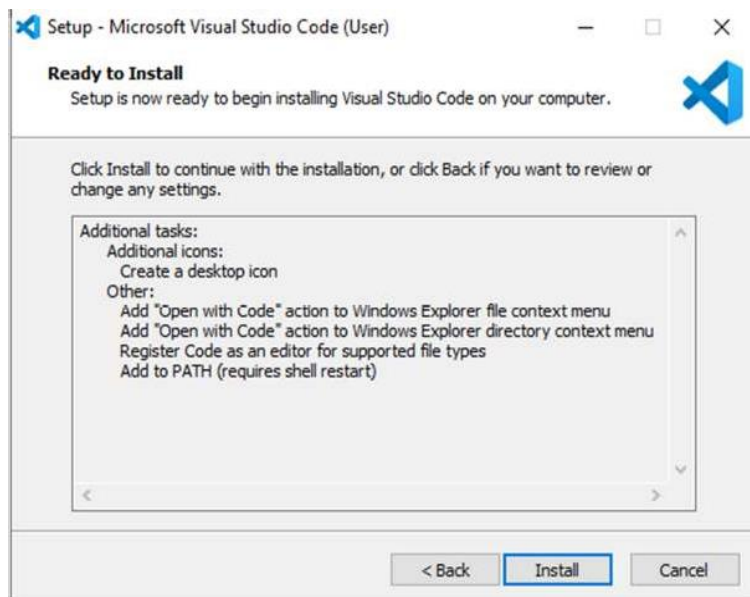 Setup - Microsoft Visual Studio Code (User)
Ready to Install
Setup is now ready to begin installing Visual Studio Code on your computer.
Click Install to continue with the installation, or click Back if you want to review or
change any settings.
Additional tasks:
Additional icons:
Create a desktop icon
Other:
Add "Open with Code" action to Windows Explorer file context menu
Add "Open with Code" action to Windows Explorer directory context menu
Register Code as an editor for supported file types
Add to PATH (requires shell restart)
< Back Install Cancel